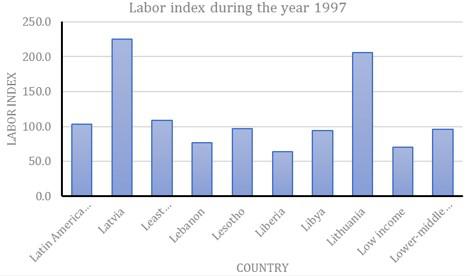 Labor index during the year 1997
250.0
200.0
150.0
100.0
50.0
0.0
LABOR INDEX
Latin America...
Latvia
Least...
Lebanon
Lesotho
Liberia
Libya
Lithuania
Low income
Lower-middle...
COUNTRY